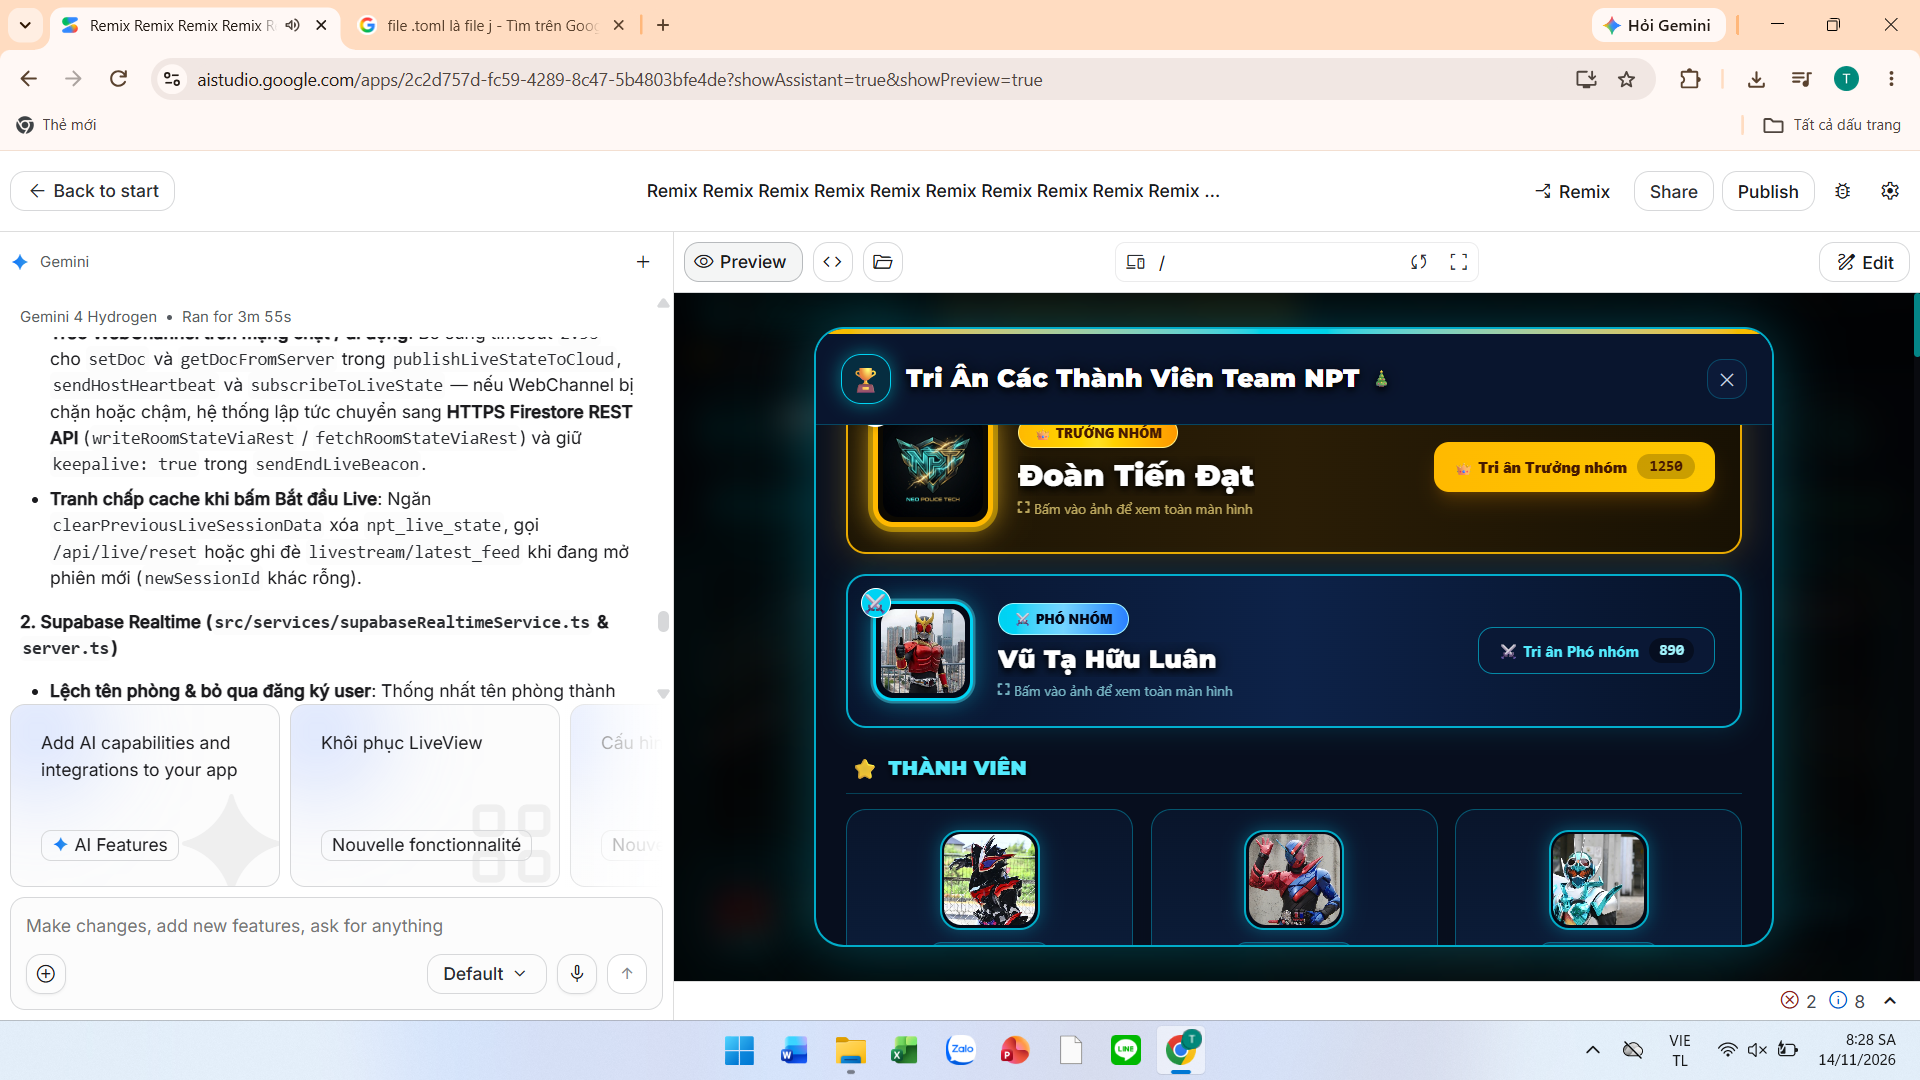 Remix Remix Remix Remix R
file .toml là file j - Tìm trên Goo
Hỏi Gemini
aistudio.google.com/apps/2c2d757d-fc59-4289-8c47-5b4803bfe4de?showAssistant=true&showPreview=true
T
Thẻ mới
Tất cả dấu trang
Back to start
Remix Remix Remix Remix Remix Remix Remix Remix Remix Remix ...
Remix
Share
Publish
Gemini
Preview
/
Edit
Gemini 4 Hydrogen • Ran for 3m 55s
cho setDoc và getDocFromServer trong publishLiveStateToCloud,
sendHostHeartbeat và subscribeToLiveState — nếu WebChannel bị
chặn hoặc chậm, hệ thống lập tức chuyển sang HTTPS Firestore REST
API (writeRoomStateViaRest / fetchRoomStateViaRest) và giữ
keepalive: true trong sendEndLiveBeacon.
• Tranh chấp cache khi bấm Bắt đầu Live: Ngăn
clearPreviousLiveSessionData xóa npt_live_state, gọi
/api/live/reset hoặc ghi đè livestream/latest_feed khi đang mở
phiên mới (newSessionId khác rỗng).
2. Supabase Realtime (src/services/supabaseRealtimeService.ts &
server.ts)
• Lệch tên phòng & bỏ qua đăng ký user: Thống nhất tên phòng thành
Add AI capabilities and
integrations to your app
AI Features
Khôi phục LiveView
Nouvelle fonctionnalité
Cấu hì
Nouve
Make changes, add new features, ask for anything
Default
Tri Ân Các Thành Viên Team NPT
NPT
NEO POLICE TECH
TRƯỞNG NHÓM
Đoàn Tiến Đạt
Bấm vào ảnh để xem toàn màn hình
Tri ân Trưởng nhóm 1250
PHÓ NHÓM
Vũ Tạ Hữu Luân
Bấm vào ảnh để xem toàn màn hình
Tri ân Phó nhóm 890
THÀNH VIÊN
2
8
Zalo
LINE
T
VIE
TL
8:28 SA
14/11/2026